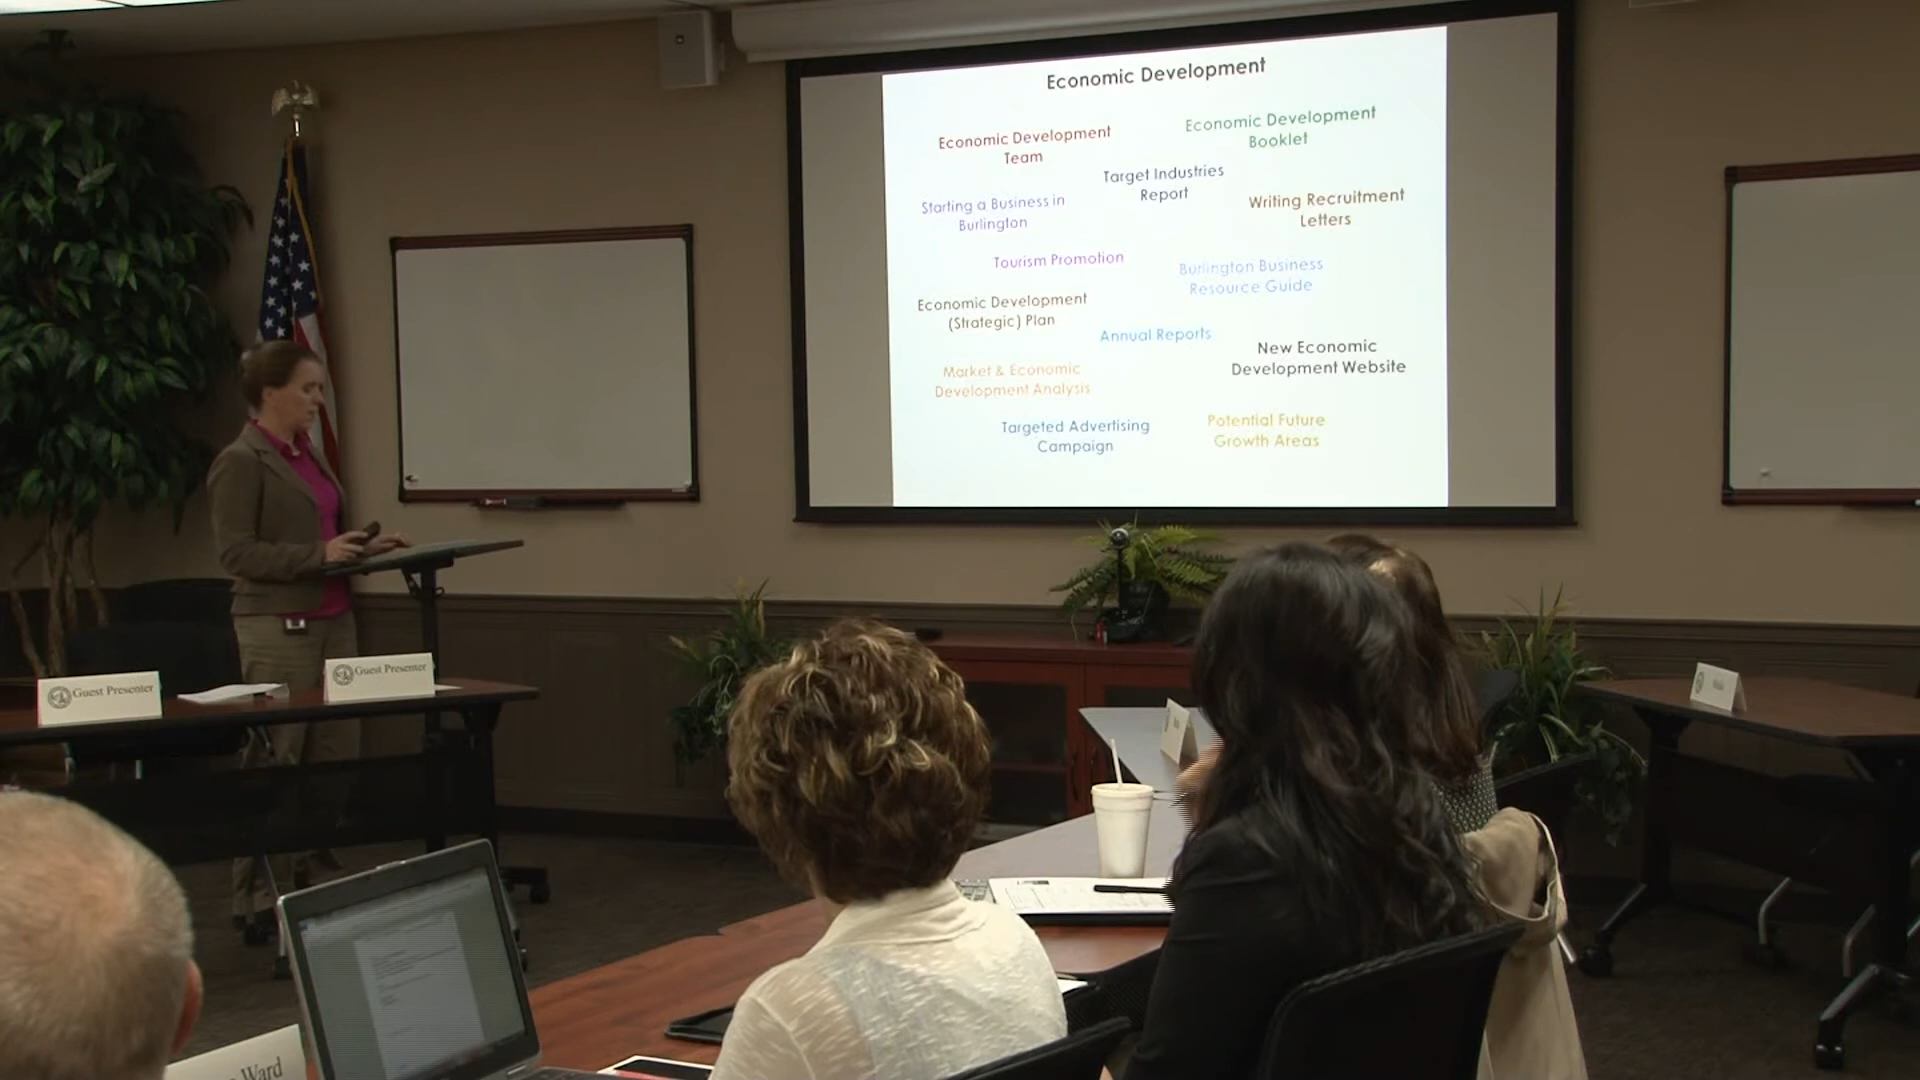 Economic Development
Economic Development
Team
Economic Development
Booklet
Target Industries
Report
Starting a Business in
Burlington
Writing Recruitment
Letters
Tourism Promotion
Burlington Business
Resource Guide
Economic Development
(Strategic) Plan
Annual Reports
New Economic
Development Website
Market & Economic
Development Analysis
Targeted Advertising
Campaign
Potential Future
Growth Areas
Guest Presenter
Guest Presenter
Ward